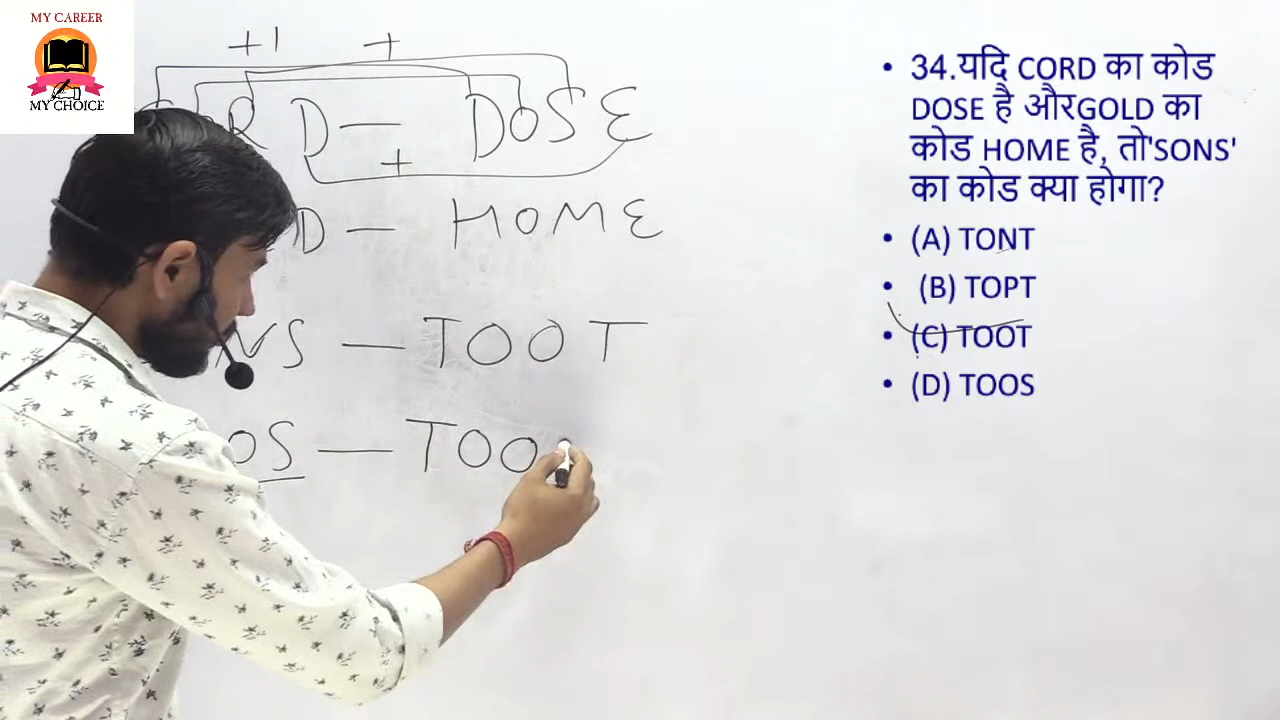 MY CAREER
MY CHOICE
+1 +
R D — DOSE
+
D — HOME
NS — TOOT
OS — TOO
• 34.यदि CORD का कोड
DOSE है औरGOLD का
कोड HOME है, तो'SONS'
का कोड क्या होगा?
• (A) TONT
• (B) TOPT
• (C) TOOT
• (D) TOOS